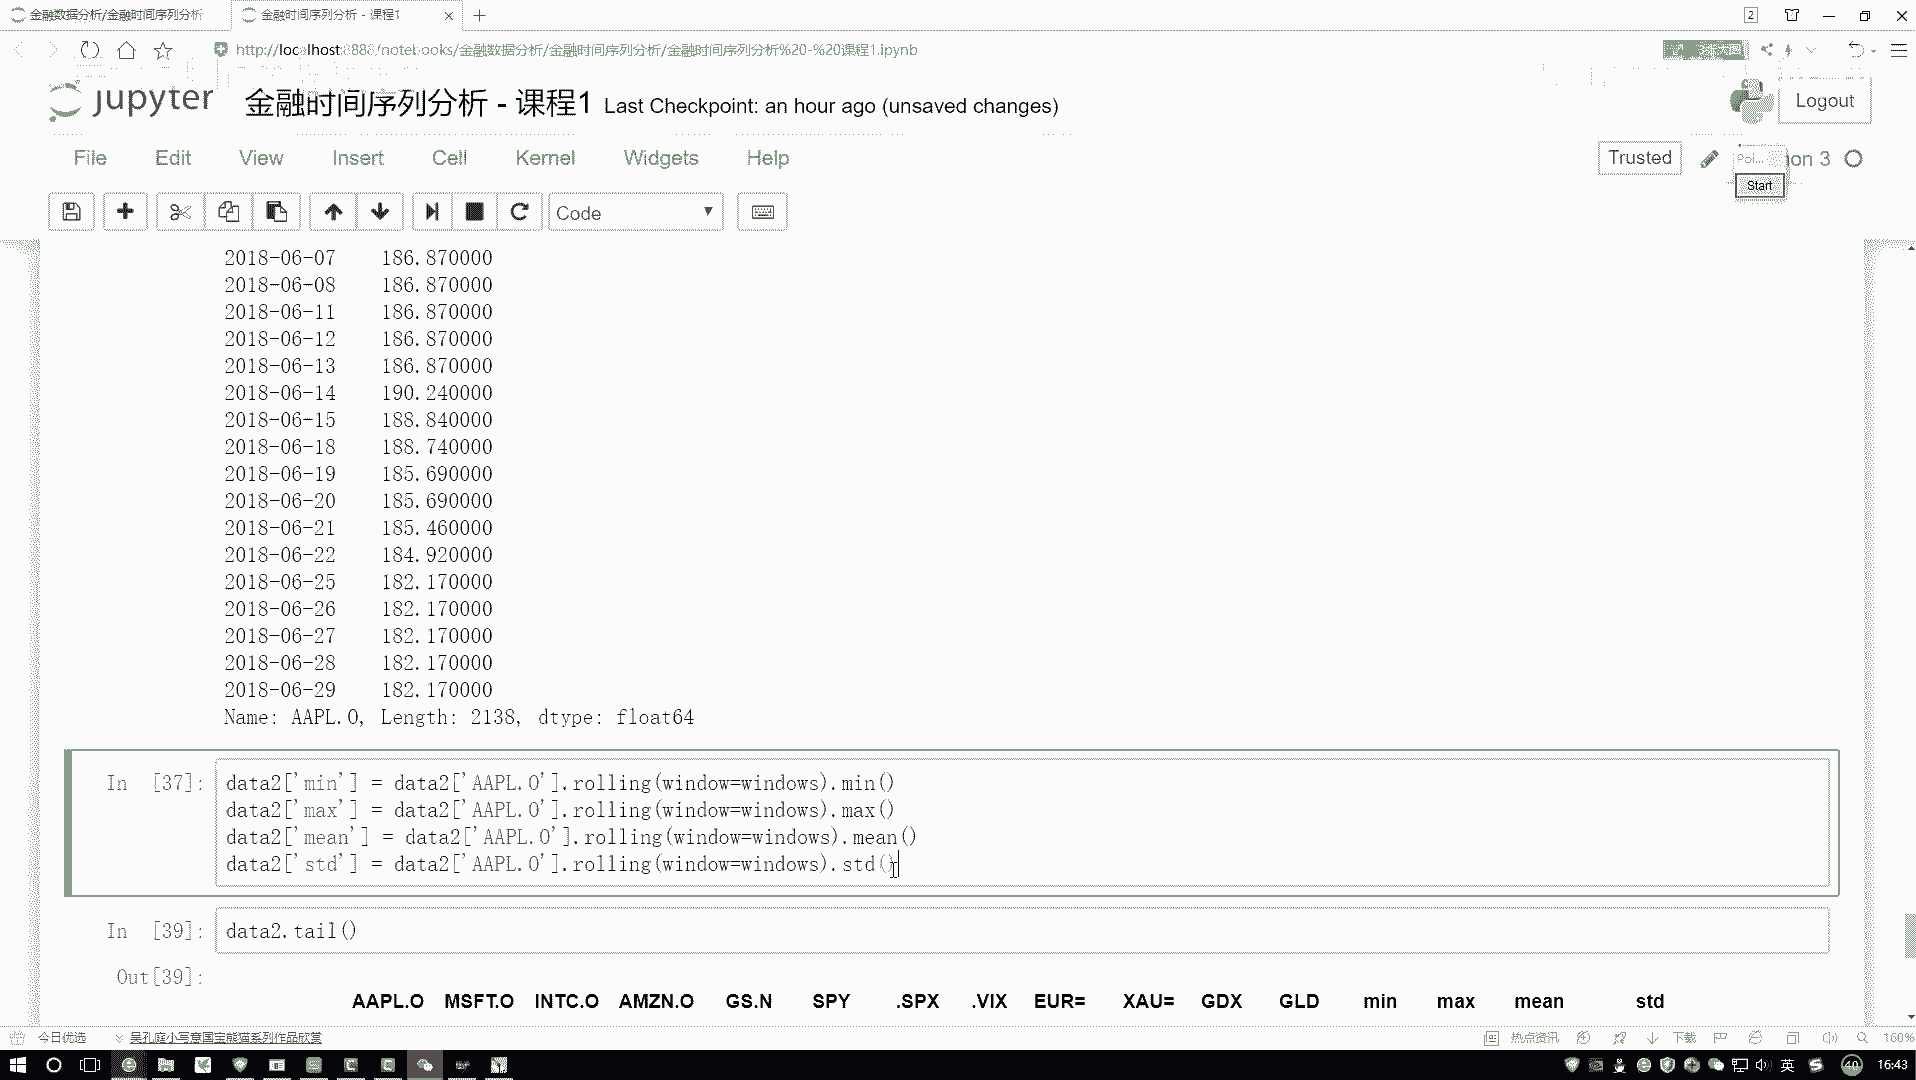 金融数据分析/金融时间序列分析
金融时间序列分析 - 课程1
2
http://localhost:8888/notebooks/金融数据分析/金融时间序列分析/金融时间序列分析%20-%20课程1.ipynb
jupyter
金融时间序列分析 - 课程1 Last Checkpoint: an hour ago (unsaved changes)
Logout
File Edit View Insert Cell Kernel Widgets Help
Trusted
Poi...
on 3
Start
Code
2018-06-07 186.870000
2018-06-08 186.870000
2018-06-11 186.870000
2018-06-12 186.870000
2018-06-13 186.870000
2018-06-14 190.240000
2018-06-15 188.840000
2018-06-18 188.740000
2018-06-19 185.690000
2018-06-20 185.690000
2018-06-21 185.460000
2018-06-22 184.920000
2018-06-25 182.170000
2018-06-26 182.170000
2018-06-27 182.170000
2018-06-28 182.170000
2018-06-29 182.170000
Name: AAPL.O, Length: 2138, dtype: float64
In [37]:
data2['min'] = data2['AAPL.O'].rolling(window=windows).min()
data2['max'] = data2['AAPL.O'].rolling(window=windows).max()
data2['mean'] = data2['AAPL.O'].rolling(window=windows).mean()
data2['std'] = data2['AAPL.O'].rolling(window=windows).std()
In [39]:
data2.tail()
Out[39]:
AAPL.O MSFT.O INTC.O AMZN.O GS.N SPY .SPX .VIX EUR= XAU= GDX GLD min max mean std
今日优选
吴孔庭小写意国宝熊猫系列作品欣赏
热点资讯
下载
160%
英
40
16:43